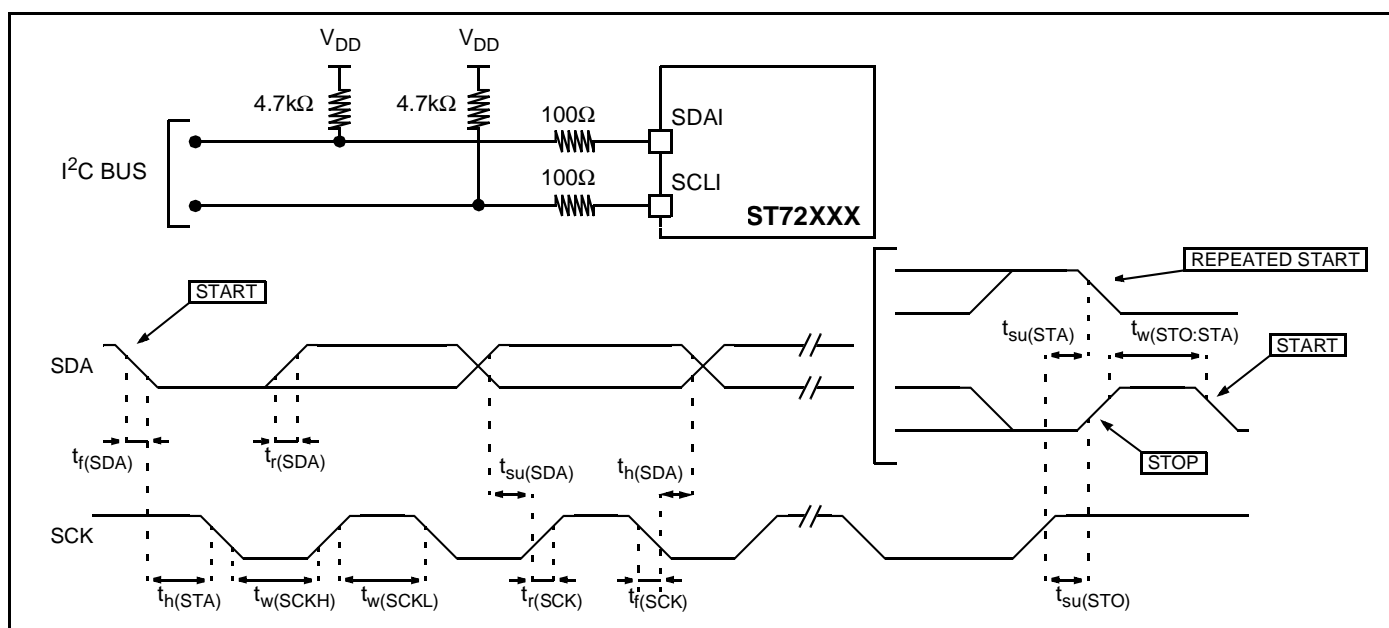 VDD VDD
4.7kΩ 4.7kΩ
100Ω
SDAI
I2C BUS
100Ω
SCLI
ST72XXX
REPEATED START
START
tsu(STA) tw(STO:STA)
START
SDA
tf(SDA) tr(SDA)
tsu(SDA) th(SDA)
STOP
SCK
th(STA) tw(SCKH) tw(SCKL) tr(SCK) tf(SCK)
tsu(STO)